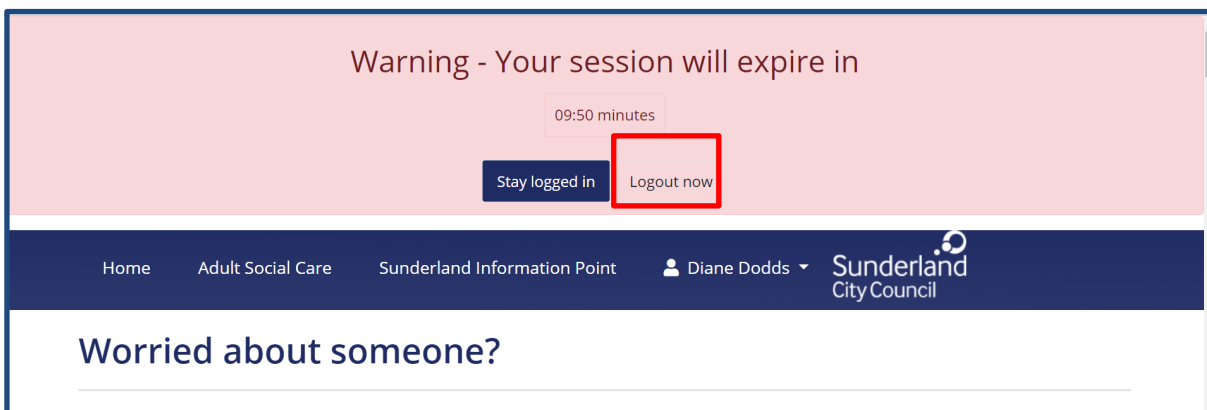 Warning - Your session will expire in
09:50 minutes
Stay logged in Logout now
Home Adult Social Care Sunderland Information Point Diane Dodds Sunderland
City Council
Worried about someone?